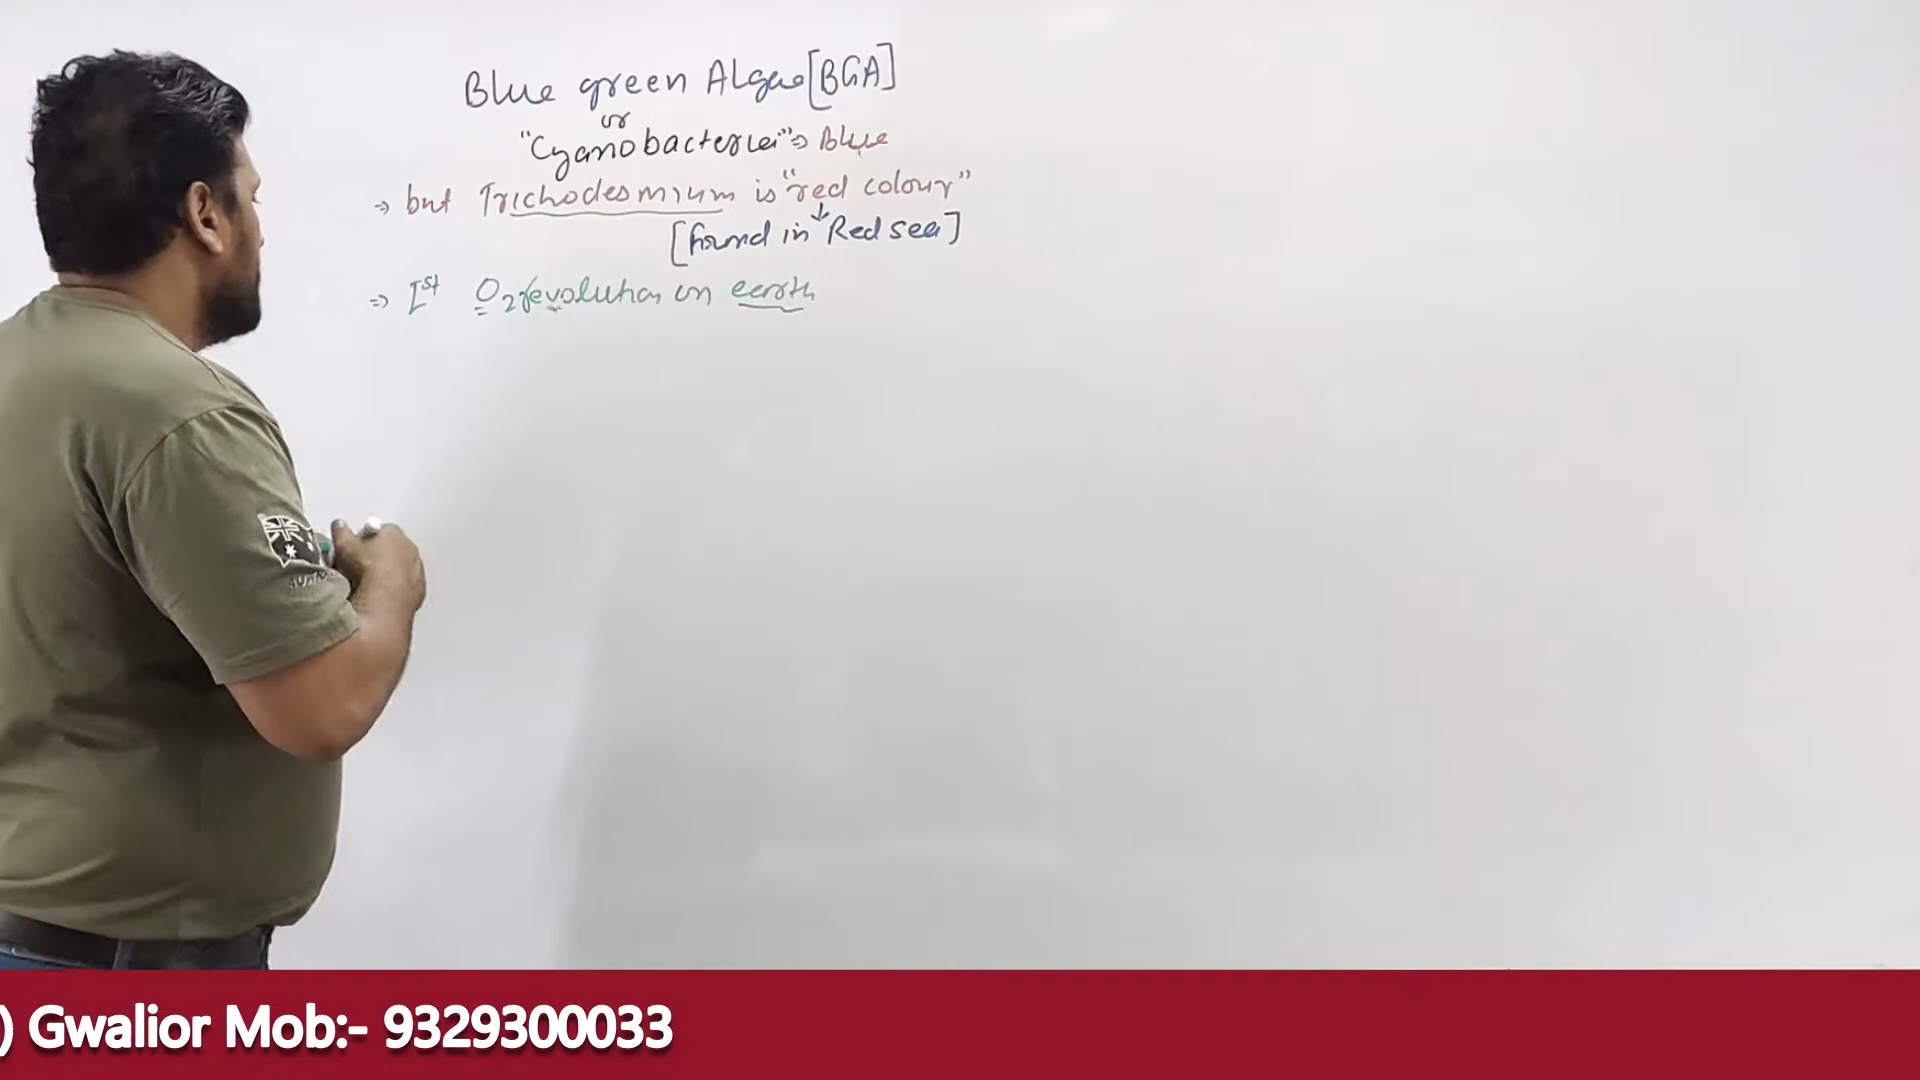 Blue green Algae [BGA]
or
"Cyanobacteria" ⇒ Blue
⇒ but Trichodesmium is "red colour"
[found in Red sea]
⇒ Ist O2 revolution on earth
) Gwalior Mob:- 9329300033